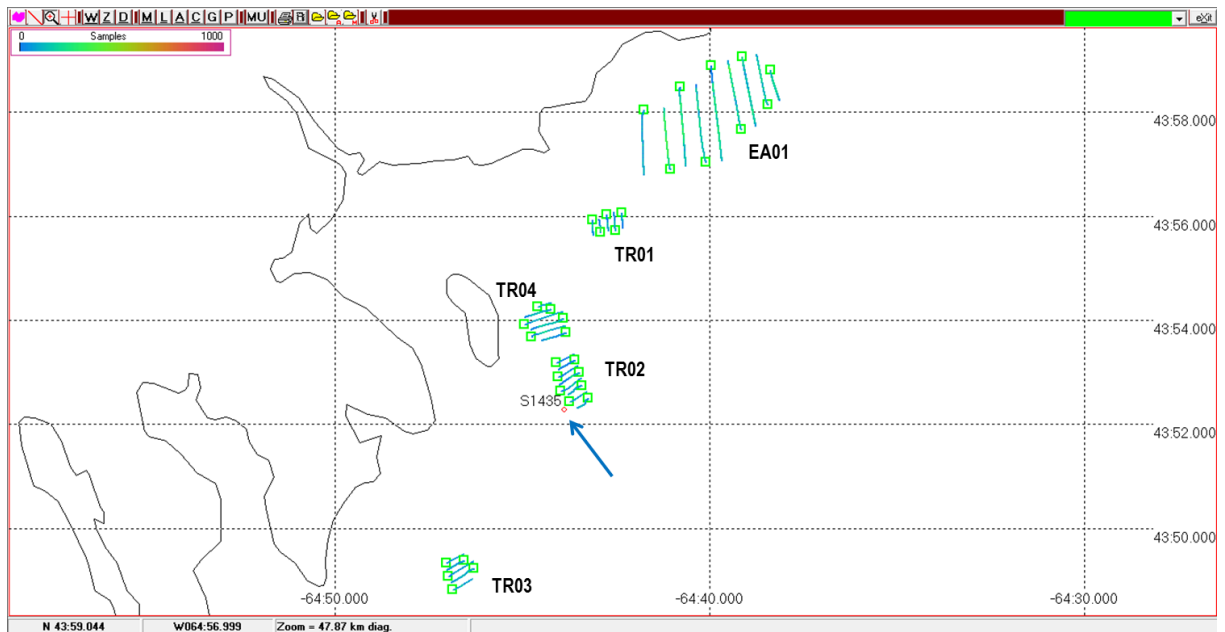 W Z D M L A C G P MU R A. M eXit
0 Samples 1000
43:58.000
EA01
43:56.000
TR01
TR04
43:54.000
TR02
S1435
43:52.000
43:50.000
TR03
-64:50.000 -64:40.000 -64:30.000
N 43:59.044 W064:56.999 Zoom = 47.87 km diag.